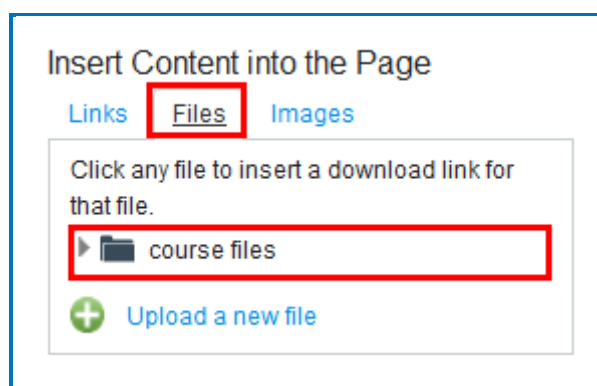 Insert Content into the Page
Links Files Images
Click any file to insert a download link for
that file.
course files
Upload a new file